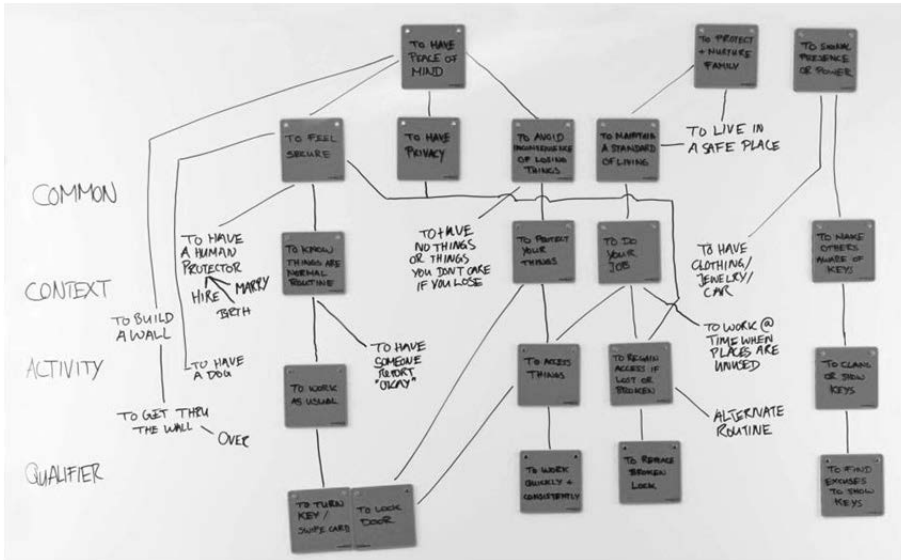 TO HAVE
PEACE OF
MIND
TO PROTECT
+ NURTURE
FAMILY
TO SIGNAL
PRESENCE
OR POWER
TO FEEL
SECURE
TO HAVE
PRIVACY
TO AVOID
INCONVENIENCE
OF LOSING
THINGS
TO MAINTAIN
A STANDARD
OF LIVING
TO LIVE IN
A SAFE PLACE
COMMON
TO HAVE
A HUMAN
PROTECTOR
HIRE
MARRY
BIRTH
TO KNOW
THINGS ARE
NORMAL
ROUTINE
TO HAVE
NO THINGS
OR THINGS
YOU DON'T CARE
IF YOU LOSE
TO PROTECT
YOUR
THINGS
TO DO
YOUR
JOB
TO HAVE
CLOTHING/
JEWELRY/
CAR
TO MAKE
OTHERS
AWARE OF
KEYS
CONTEXT
TO BUILD
A WALL
TO WORK @
TIME WHEN
PLACES ARE
UNUSED
ACTIVITY
TO HAVE
A DOG
TO HAVE
SOMEONE
REPORT
"OKAY"
TO WORK
AS USUAL
TO ACCESS
THINGS
TO REGAIN
ACCESS IF
LOST OR
BROKEN
TO CLANG
OR SHOW
KEYS
TO GET THRU
THE WALL
OVER
ALTERNATE
ROUTINE
QUALIFIER
TO TURN
KEY /
SWIPE CARD
TO LOCK
DOOR
TO WORK
QUICKLY +
CONSISTENTLY
TO REPLACE
BROKEN
LOCK
TO FIND
EXCUSES
TO SHOW
KEYS